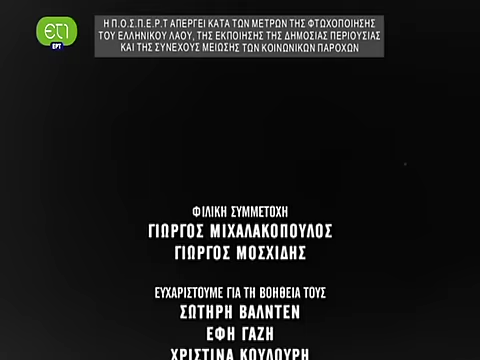 ΕΤ1
ΕΡΤ
Η Π.Ο.Σ.Π.Ε.Ρ.Τ ΑΠΕΡΓΕΙ ΚΑΤΑ ΤΩΝ ΜΕΤΡΩΝ ΤΗΣ ΦΤΩΧΟΠΟΙΗΣΗΣ
ΤΟΥ ΕΛΛΗΝΙΚΟΥ ΛΑΟΥ, ΤΗΣ ΕΚΠΟΙΗΣΗΣ ΤΗΣ ΔΗΜΟΣΙΑΣ ΠΕΡΙΟΥΣΙΑΣ
ΚΑΙ ΤΗΣ ΣΥΝΕΧΟΥΣ ΜΕΙΩΣΗΣ ΤΩΝ ΚΟΙΝΩΝΙΚΩΝ ΠΑΡΟΧΩΝ
ΦΙΛΙΚΗ ΣΥΜΜΕΤΟΧΗ
ΓΙΩΡΓΟΣ ΜΙΧΑΛΑΚΟΠΟΥΛΟΣ
ΓΙΩΡΓΟΣ ΜΟΣΧΙΔΗΣ
ΕΥΧΑΡΙΣΤΟΥΜΕ ΓΙΑ ΤΗ ΒΟΗΘΕΙΑ ΤΟΥΣ
ΣΩΤΗΡΗ ΒΑΛΝΤΕΝ
ΕΦΗ ΓΑΖΗ
ΧΡΙΣΤΙΝΑ ΚΟΥΛΟΥΡΗ